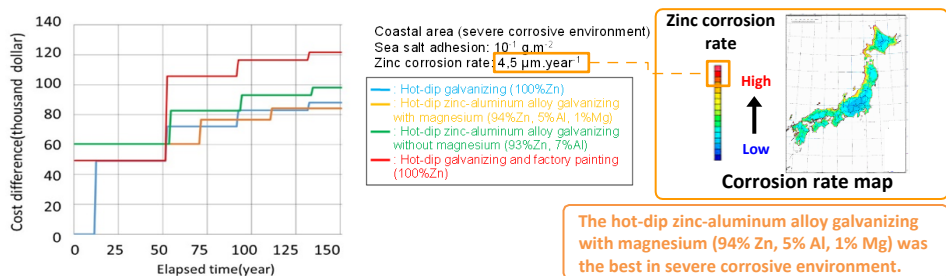 140
120
100
80
60
40
20
0
Cost difference(thousand dollar)
0 25 50 75 100 125 150
Elapsed time(year)
Coastal area (severe corrosive environment)
Sea salt adhesion: 10⁻¹ g.m⁻²
Zinc corrosion rate: 4,5 µm.year⁻¹
: Hot-dip galvanizing (100%Zn)
: Hot-dip zinc-aluminum alloy galvanizing
with magnesium (94%Zn, 5%Al, 1%Mg)
: Hot-dip zinc-aluminum alloy galvanizing
without magnesium (93%Zn, 7%Al)
: Hot-dip galvanizing and factory painting
(100%Zn)
Zinc corrosion
rate
High
Low
Corrosion rate map
The hot-dip zinc-aluminum alloy galvanizing
with magnesium (94% Zn, 5% Al, 1% Mg) was
the best in severe corrosive environment.